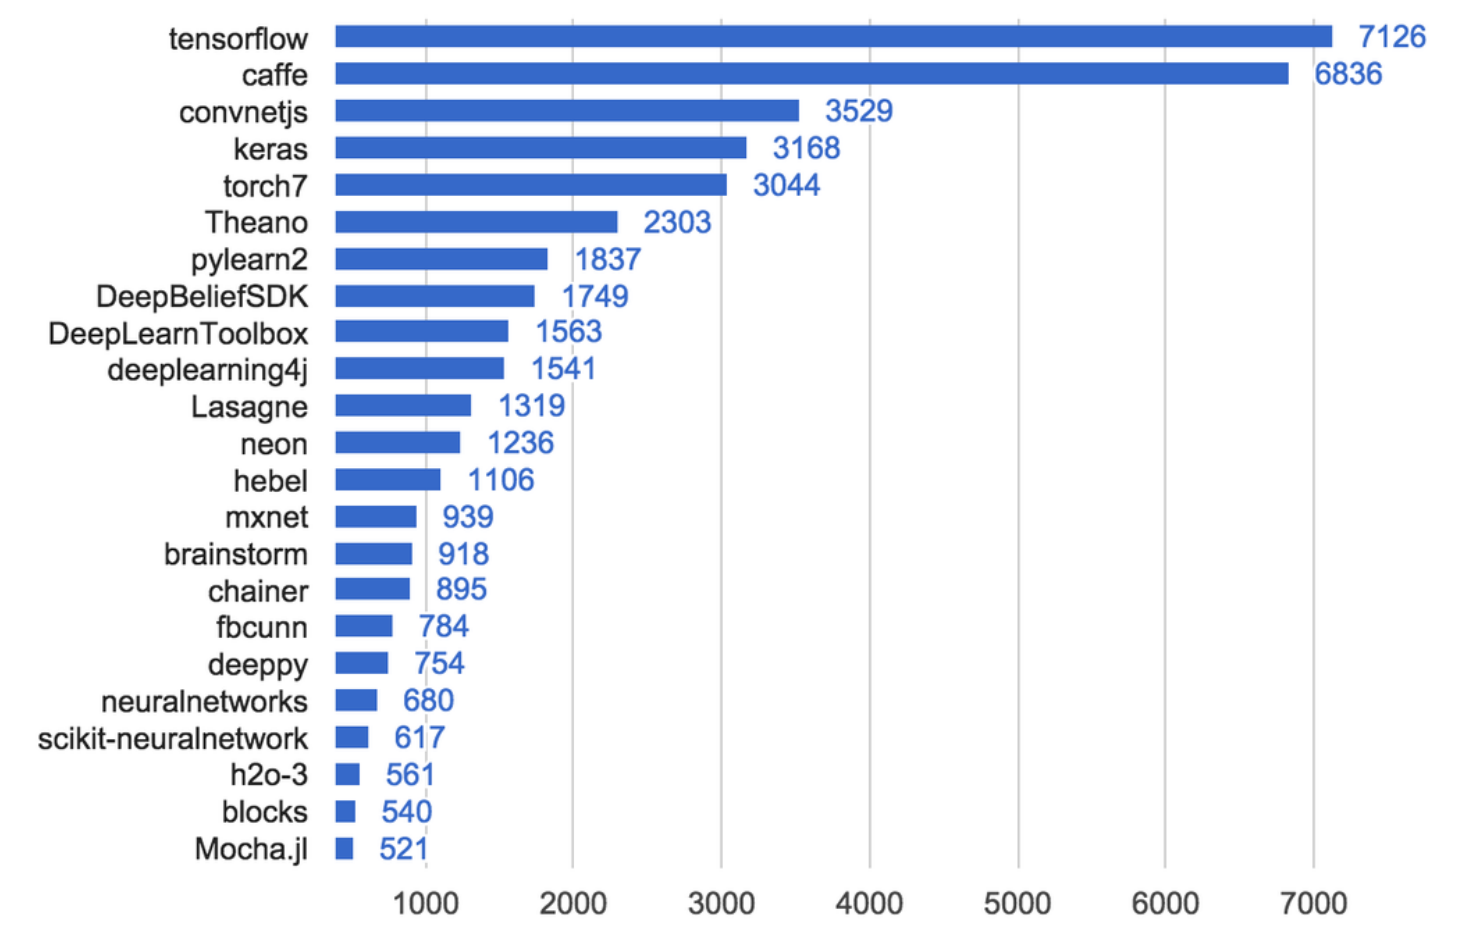 tensorflow 7126
caffe 6836
convnetjs 3529
keras 3168
torch7 3044
Theano 2303
pylearn2 1837
DeepBeliefSDK 1749
DeepLearnToolbox 1563
deeplearning4j 1541
Lasagne 1319
neon 1236
hebel 1106
mxnet 939
brainstorm 918
chainer 895
fbcunn 784
deeppy 754
neuralnetworks 680
scikit-neuralnetwork 617
h2o-3 561
blocks 540
Mocha.jl 521
1000 2000 3000 4000 5000 6000 7000